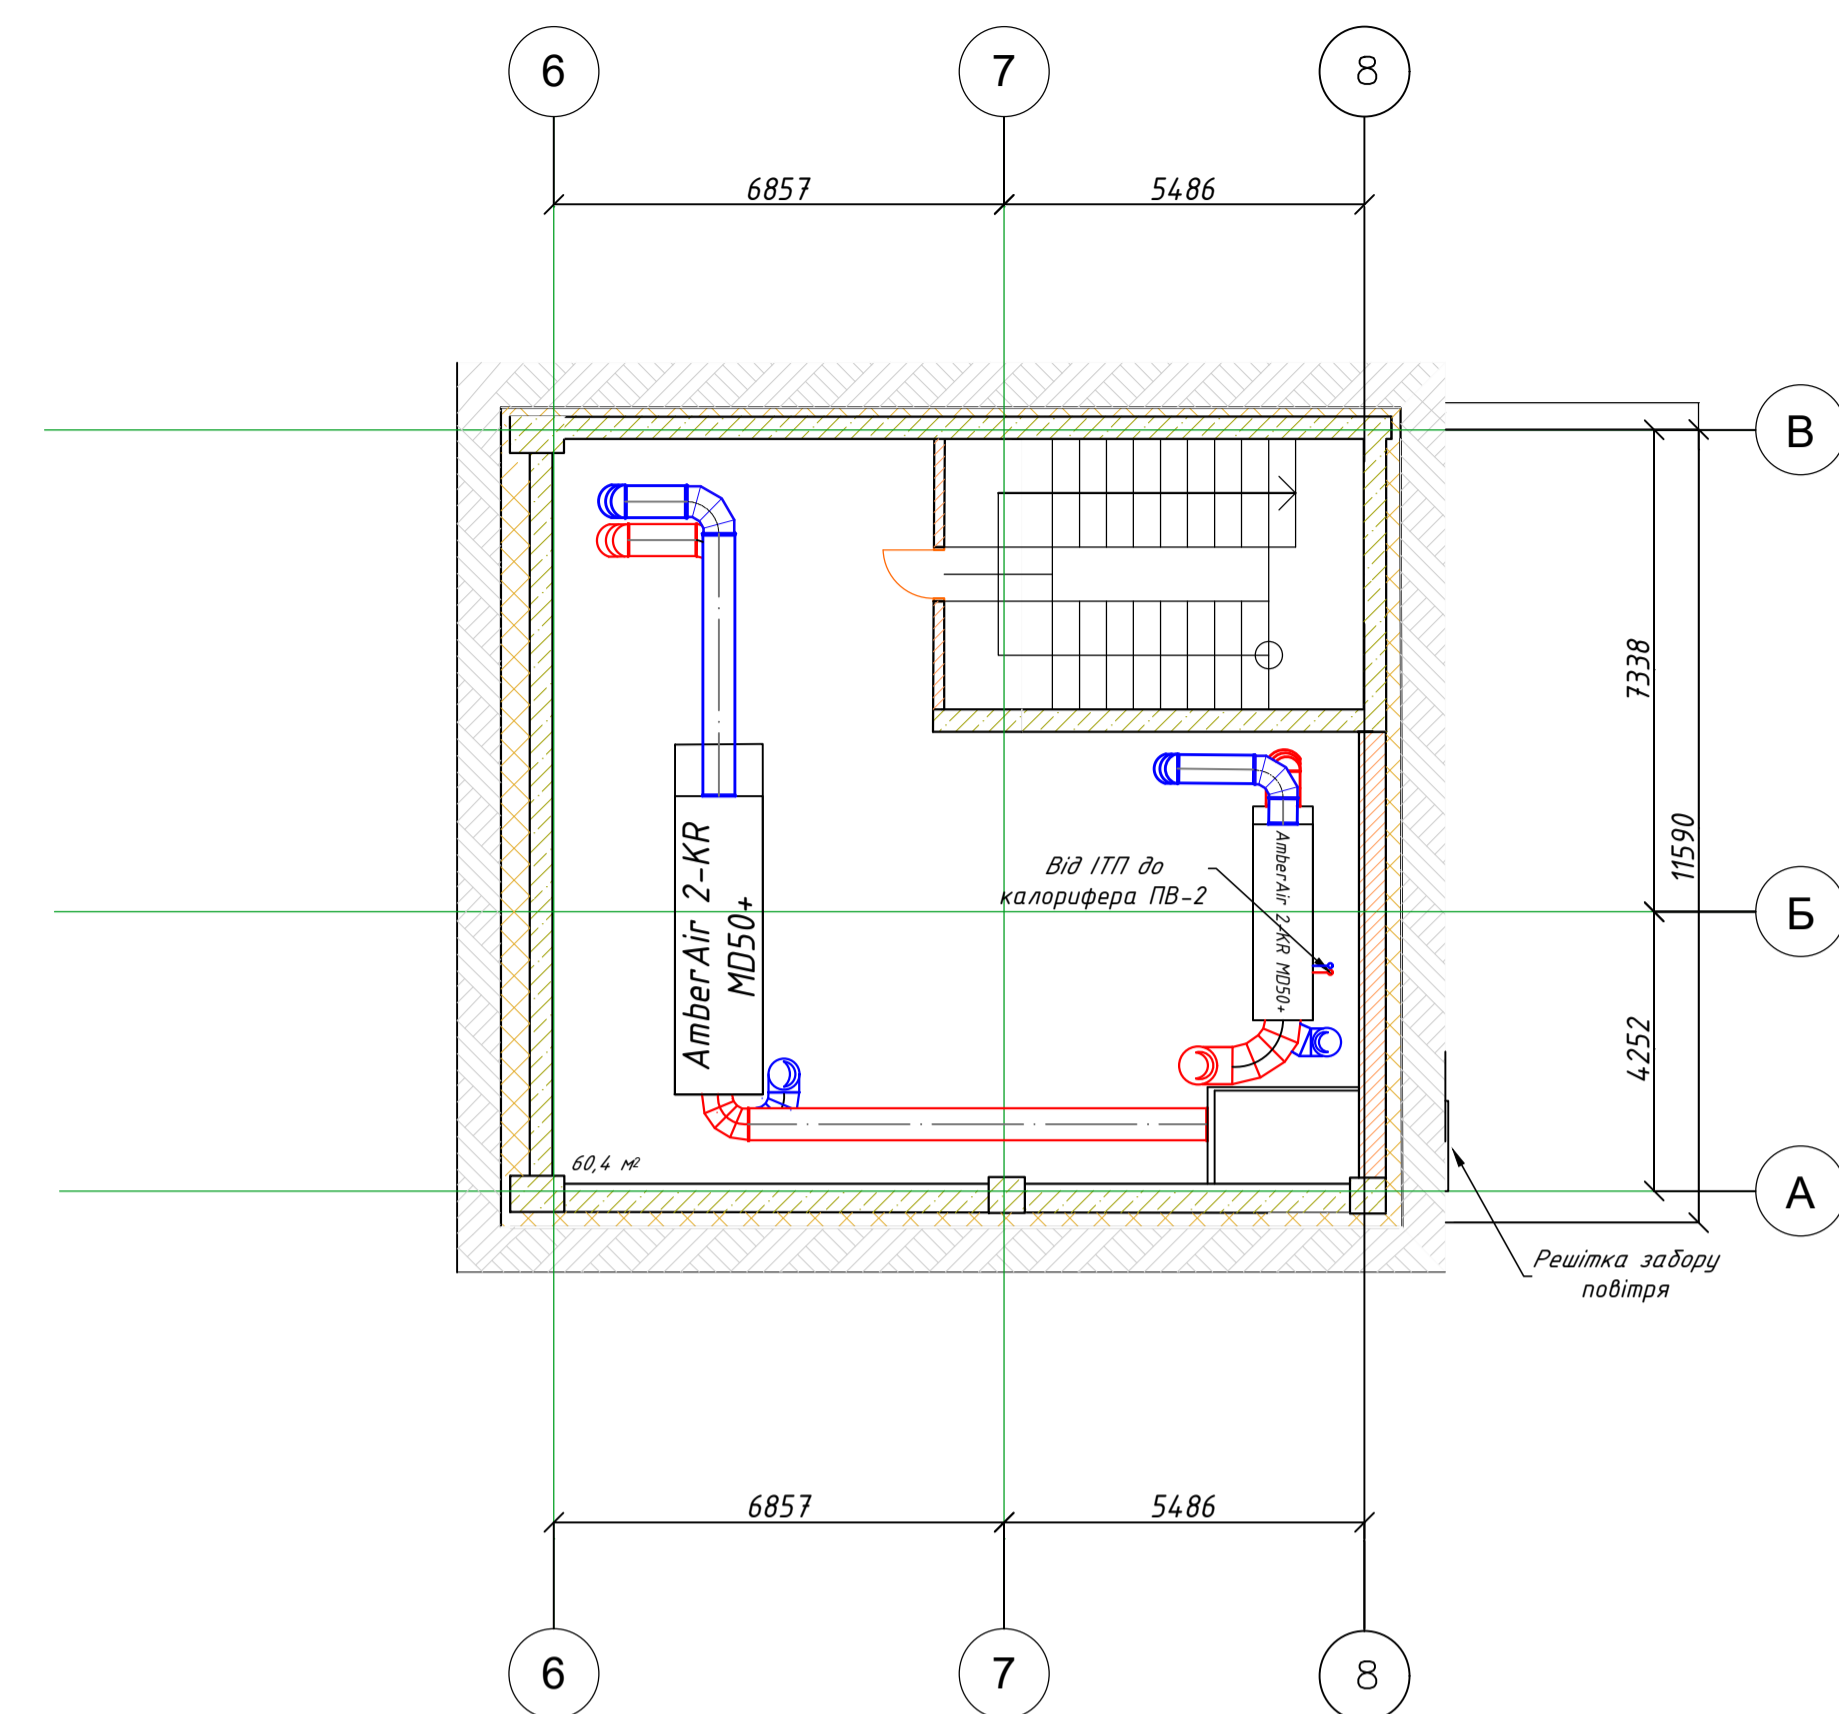 6
7
8
6857
5486
В
7338
11590
AmberAir 2-KR
MD50+
Від ІТП до
калорифера ПВ-2
AmberAir 2-KR MD50+
Б
4252
60,4 м²
А
Решітка забору
повітря
6857
5486
6
7
8